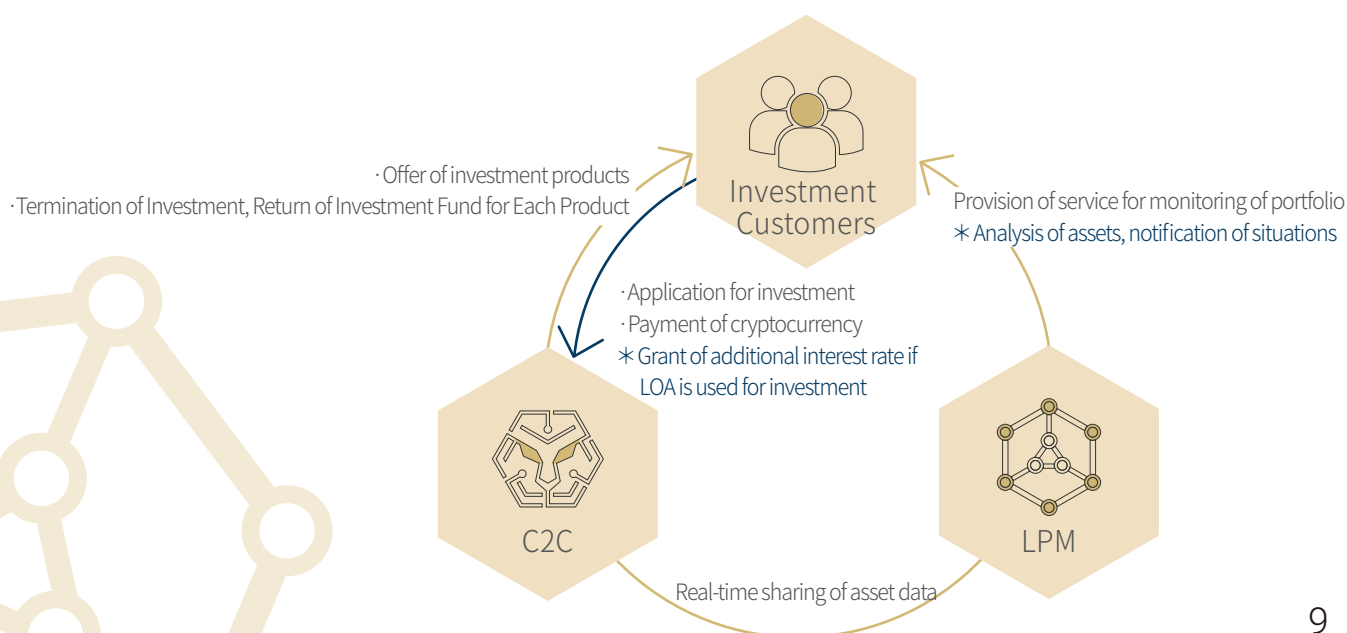 Investment
Customers
·Offer of investment products
·Termination of Investment, Return of Investment Fund for Each Product
Provision of service for monitoring of portfolio
* Analysis of assets, notification of situations
·Application for investment
·Payment of cryptocurrency
* Grant of additional interest rate if
LOA is used for investment
C2C
LPM
Real-time sharing of asset data
9